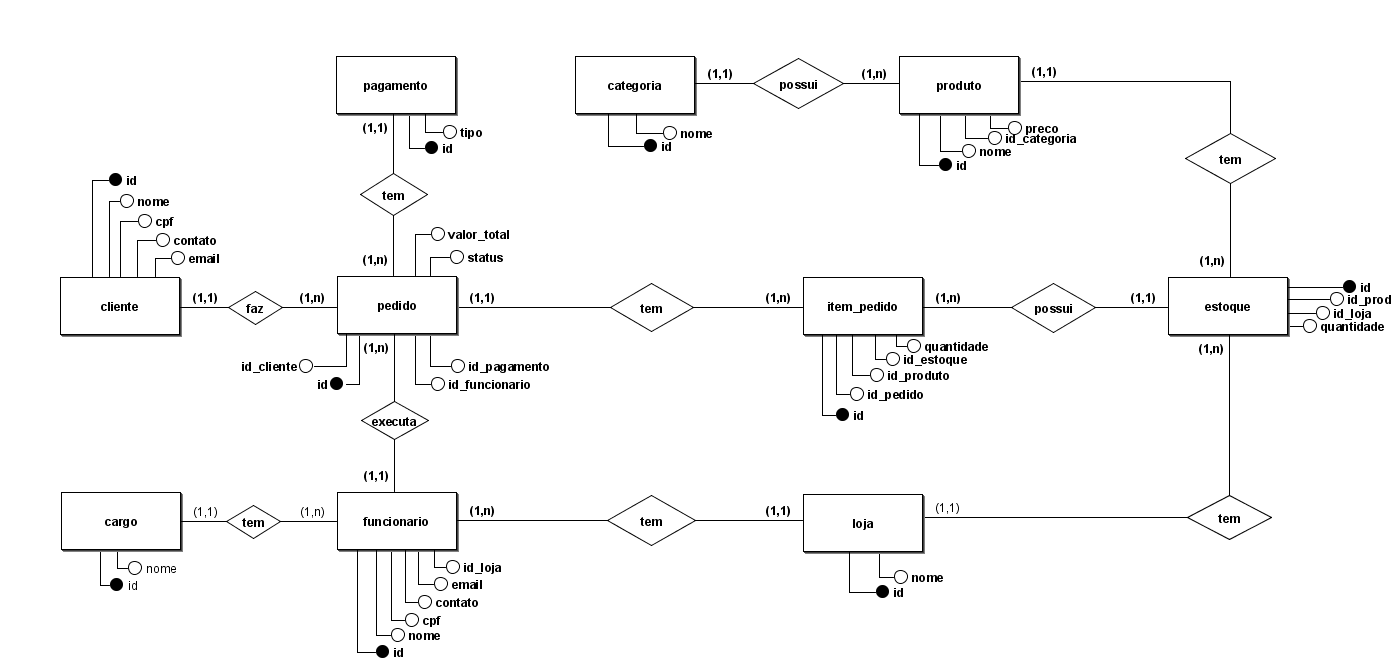 pagamento
(1,1)
tipo
id
tem
(1,n)
categoria
nome
id
(1,1)
possui
(1,n)
produto
(1,1)
preco
id_categoria
nome
id
tem
(1,n)
id
nome
cpf
contato
email
cliente
(1,1)
faz
(1,n)
valor_total
status
pedido
(1,1)
id_cliente
id
(1,n)
id_pagamento
id_funcionario
tem
(1,n)
item_pedido
(1,n)
quantidade
id_estoque
id_produto
id_pedido
id
possui
(1,1)
estoque
id
id_prod
id_loja
quantidade
(1,n)
executa
(1,1)
cargo
nome
id
(1,1)
tem
(1,n)
funcionario
(1,n)
id_loja
email
contato
cpf
nome
id
tem
(1,1)
loja
(1,1)
nome
id
tem